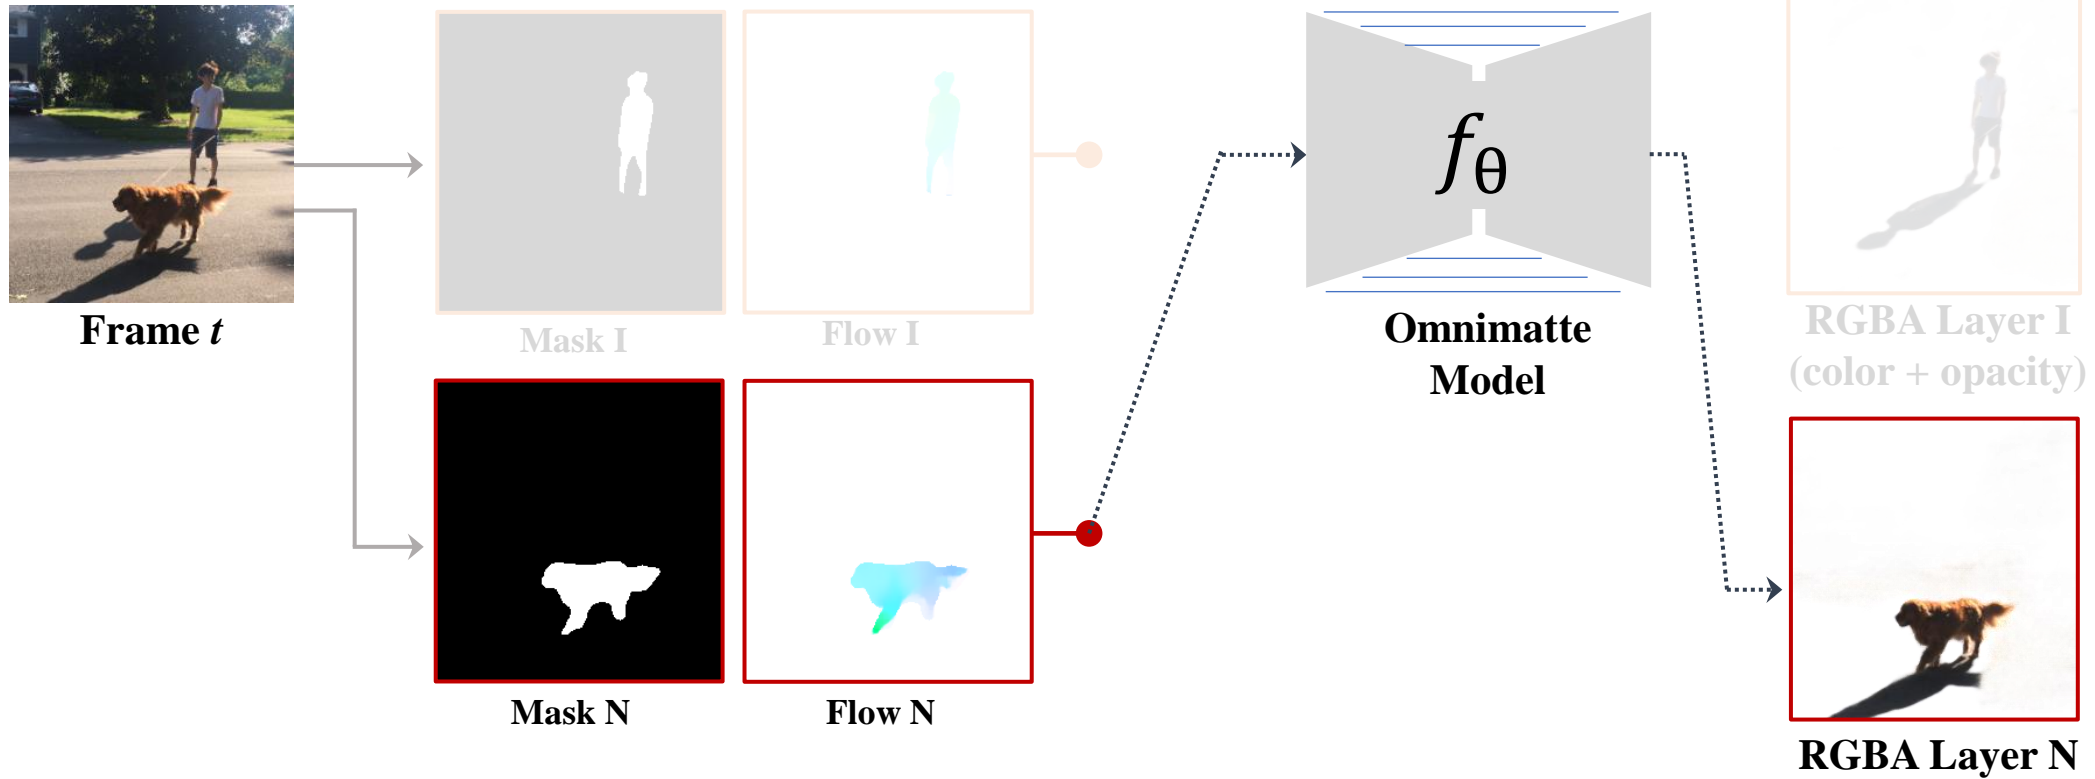 Frame t
Mask I
Flow I
fθ
Omnimatte
Model
RGBA Layer I
(color + opacity)
Mask N
Flow N
RGBA Layer N